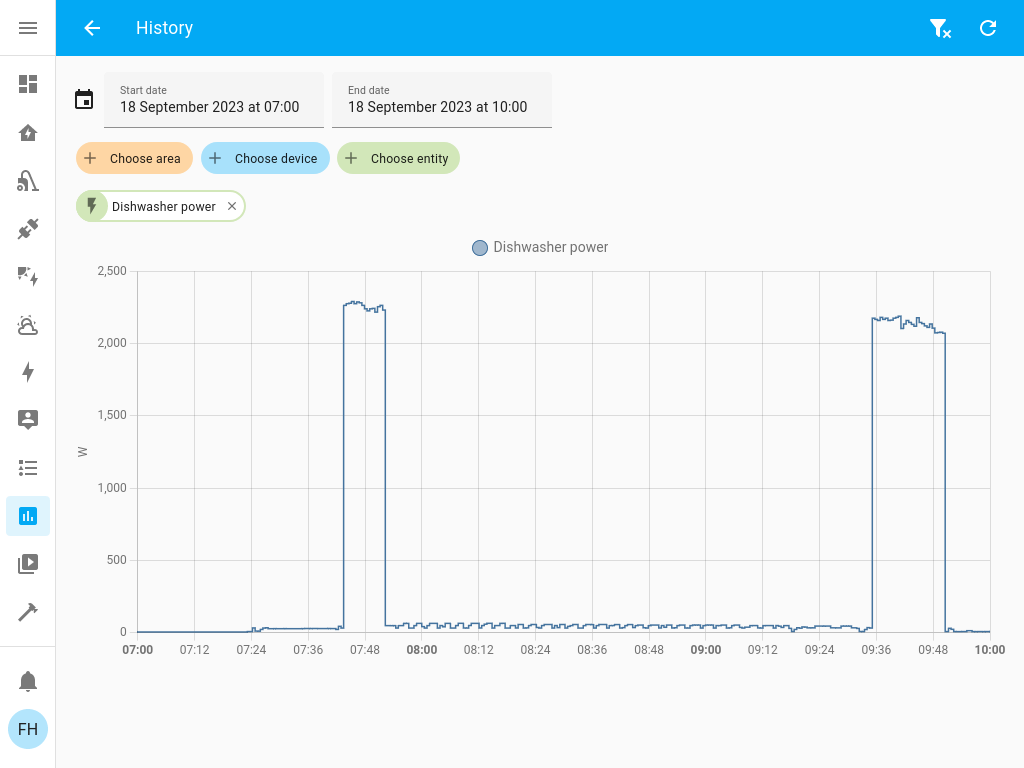 History
Start date
18 September 2023 at 07:00
End date
18 September 2023 at 10:00
Choose area
Choose device
Choose entity
Dishwasher power
Dishwasher power
2,500
2,000
1,500
1,000
500
0
W
07:00 07:12 07:24 07:36 07:48 08:00 08:12 08:24 08:36 08:48 09:00 09:12 09:24 09:36 09:48 10:00
FH